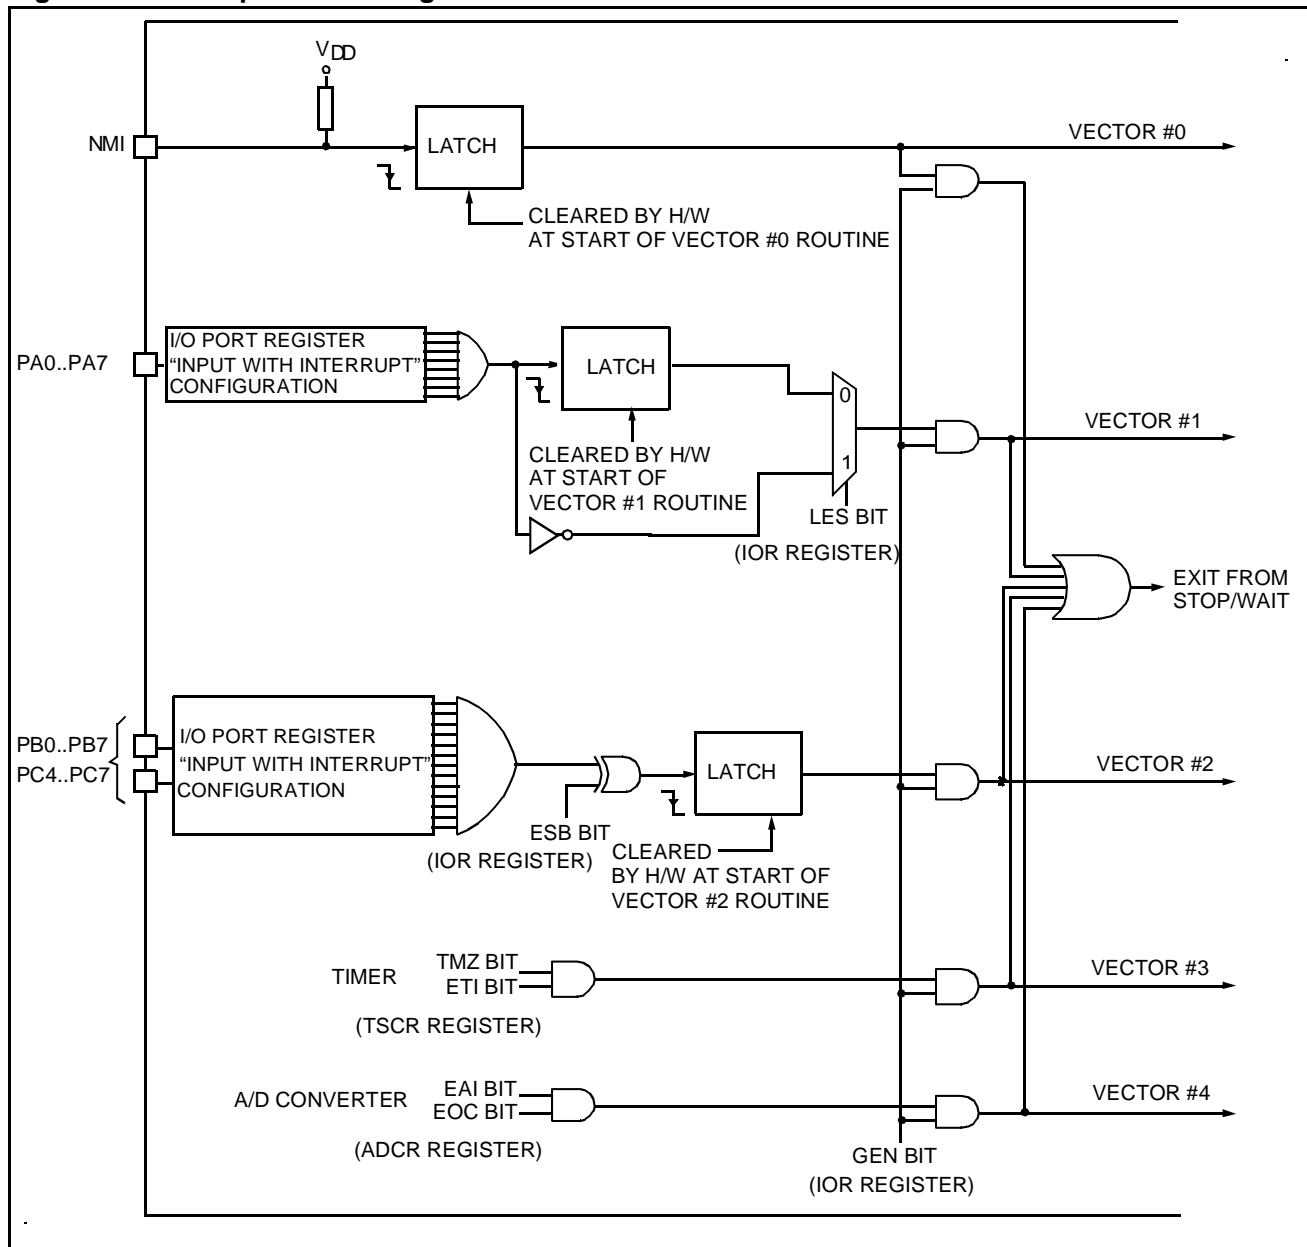 VDD
NMI
LATCH
VECTOR #0
CLEARED BY H/W
AT START OF VECTOR #0 ROUTINE
PA0..PA7
I/O PORT REGISTER
“INPUT WITH INTERRUPT”
CONFIGURATION
LATCH
0
1
VECTOR #1
CLEARED BY H/W
AT START OF
VECTOR #1 ROUTINE
LES BIT
(IOR REGISTER)
EXIT FROM
STOP/WAIT
PB0..PB7
PC4..PC7
I/O PORT REGISTER
“INPUT WITH INTERRUPT”
CONFIGURATION
LATCH
VECTOR #2
ESB BIT
(IOR REGISTER)
CLEARED
BY H/W AT START OF
VECTOR #2 ROUTINE
TIMER
TMZ BIT
ETI BIT
(TSCR REGISTER)
VECTOR #3
A/D CONVERTER
EAI BIT
EOC BIT
(ADCR REGISTER)
VECTOR #4
GEN BIT
(IOR REGISTER)